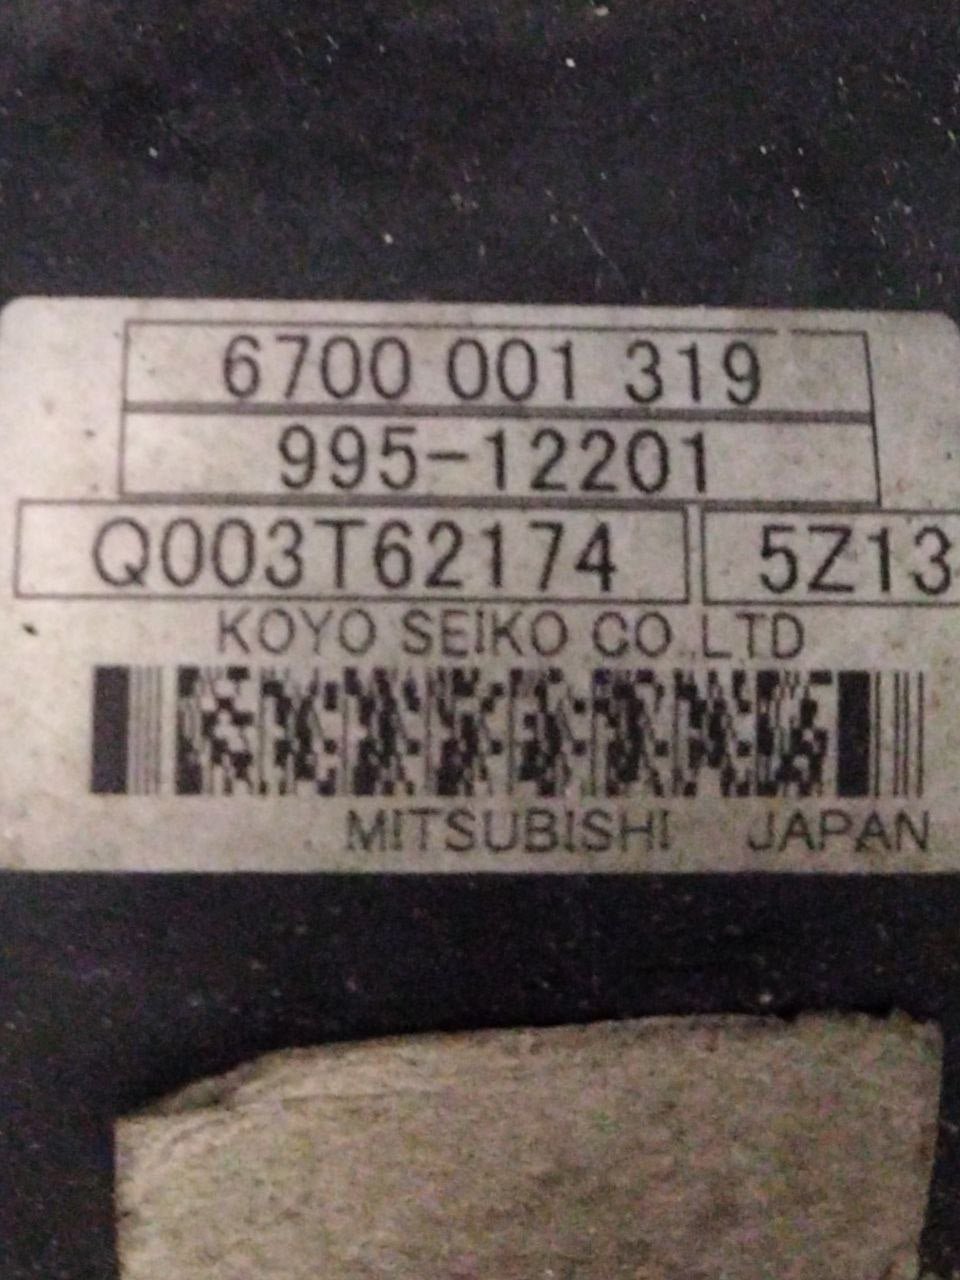 6700 001 319
995-12201
Q003T62174 5Z13
KOYO SEIKO CO.,LTD
MITSUBISHI JAPAN